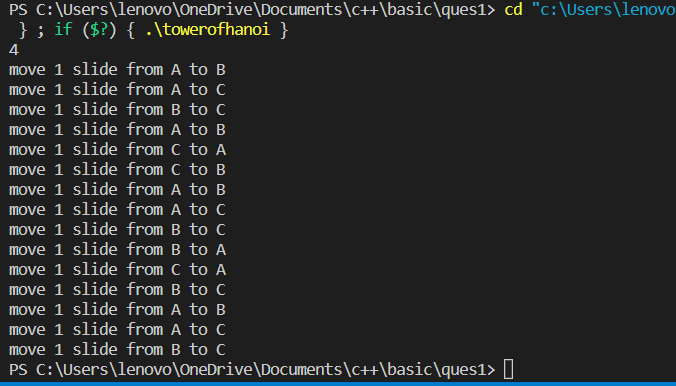 PS C:\Users\lenovo\OneDrive\Documents\c++\basic\ques1> cd "c:\Users\lenovo
 } ; if ($?) { .\towerofhanoi }
4
move 1 slide from A to B
move 1 slide from A to C
move 1 slide from B to C
move 1 slide from A to B
move 1 slide from C to A
move 1 slide from C to B
move 1 slide from A to B
move 1 slide from A to C
move 1 slide from B to C
move 1 slide from B to A
move 1 slide from C to A
move 1 slide from B to C
move 1 slide from A to B
move 1 slide from A to C
move 1 slide from B to C
PS C:\Users\lenovo\OneDrive\Documents\c++\basic\ques1>